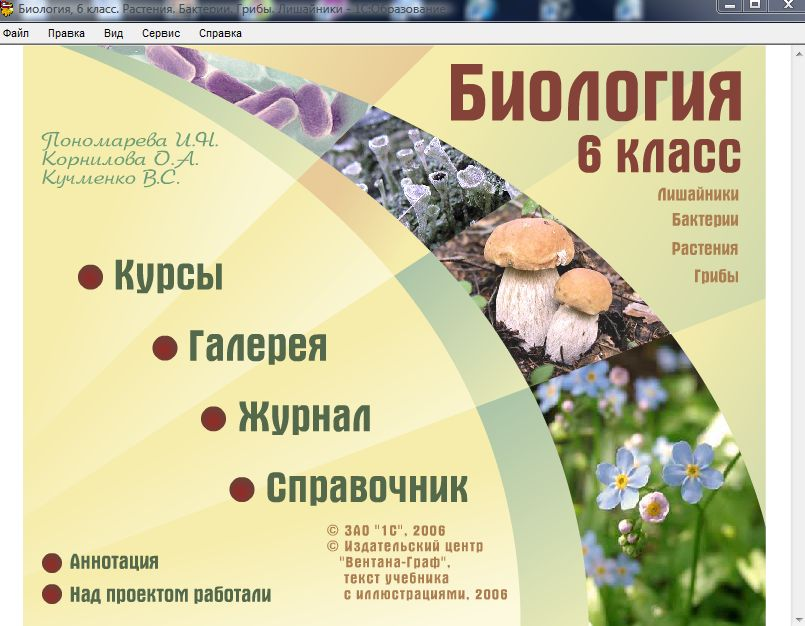 Биология, 6 класс. Растения. Бактерии. Грибы. Лишайники - 1С:Образование
Файл Правка Вид Сервис Справка
Биология
6 класс
Пономарева И.Н.
Корнилова О.А.
Кучменко В.С.
Лишайники
Бактерии
Растения
Грибы
Курсы
Галерея
Журнал
Справочник
© ЗАО "1С", 2006
© Издательский центр
"Вентана-Граф",
текст учебника
с иллюстрациями, 2006
Аннотация
Над проектом работали